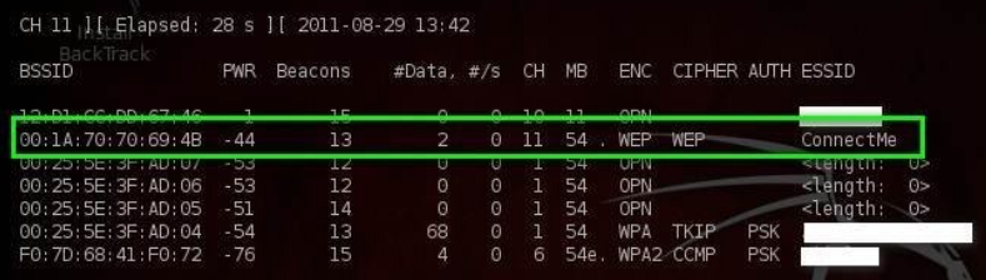 CH 11 ][ Elapsed: 28 s ][ 2011-08-29 13:42
Install
BackTrack
BSSID PWR Beacons #Data, #/s CH MB ENC CIPHER AUTH ESSID
12:D1:CC:DD:67:46 1 15 0 0 10 11 OPN
00:1A:70:70:69:4B -44 13 2 0 11 54 . WEP WEP ConnectMe
00:25:5E:3F:AD:07 -53 12 0 0 1 54 OPN <length: 0>
00:25:5E:3F:AD:06 -53 12 0 0 1 54 OPN <length: 0>
00:25:5E:3F:AD:05 -51 14 0 0 1 54 OPN <length: 0>
00:25:5E:3F:AD:04 -54 13 68 0 1 54 WPA TKIP PSK
F0:7D:68:41:F0:72 -76 15 4 0 6 54e. WPA2 CCMP PSK